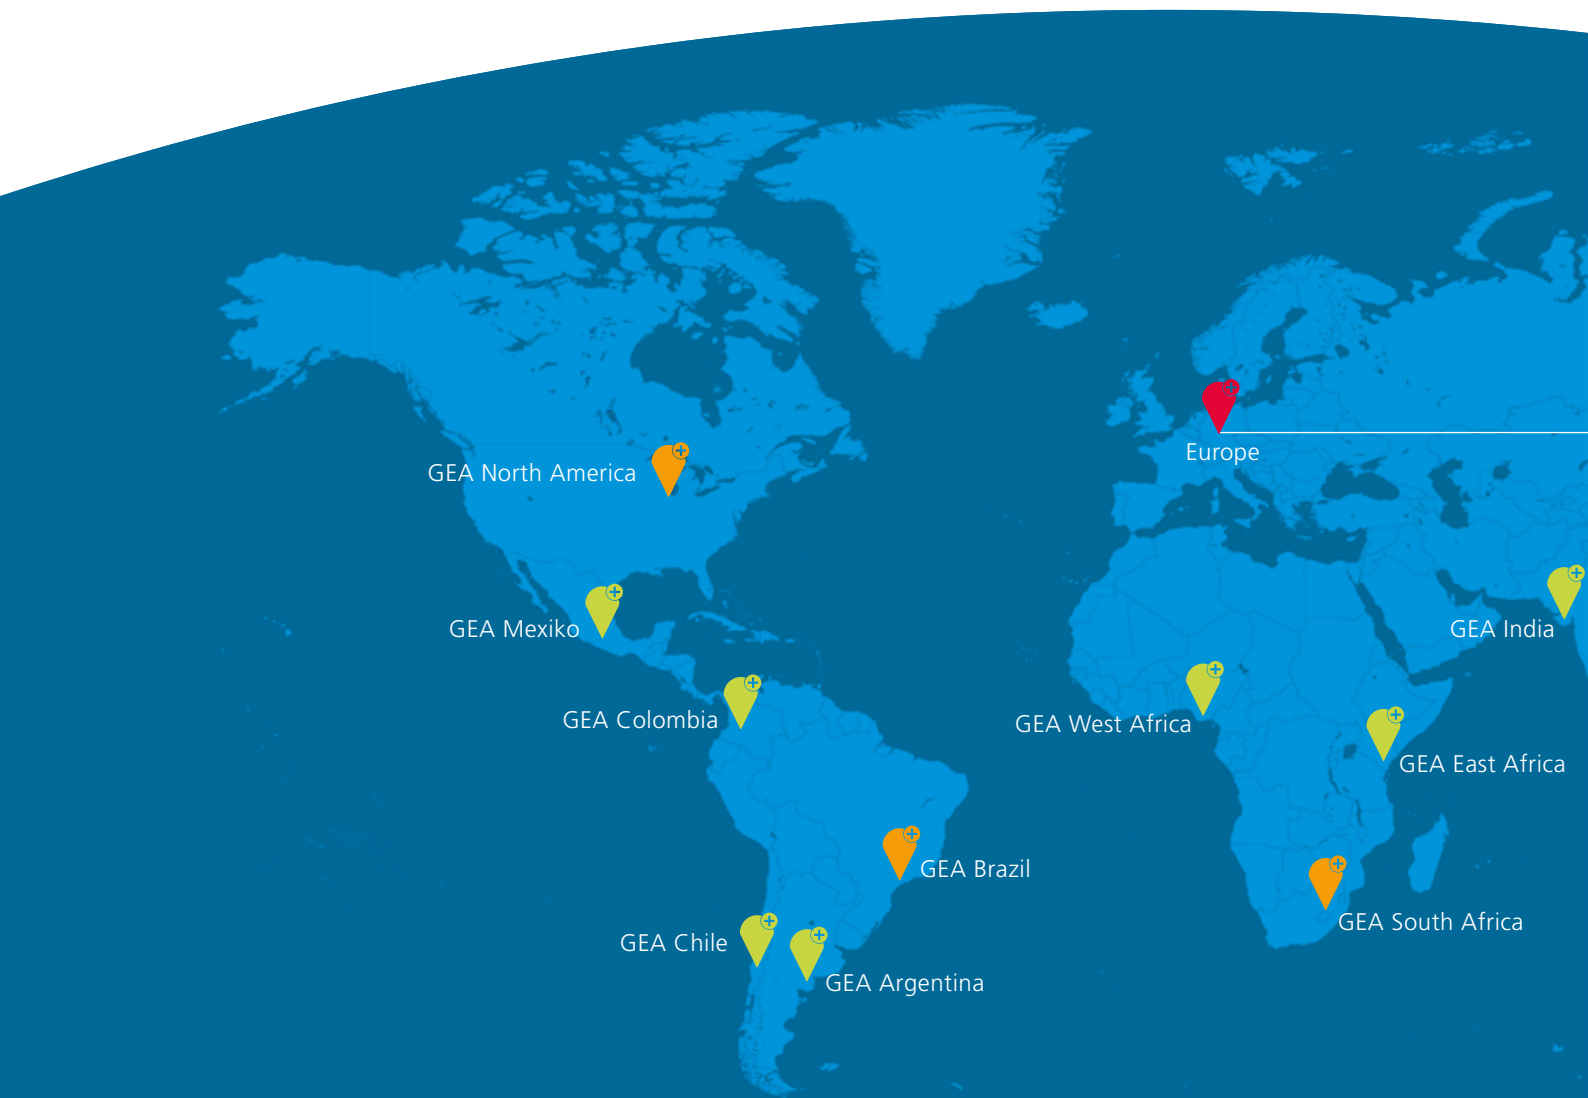 Europe
GEA North America
GEA Mexiko
GEA India
GEA Colombia
GEA West Africa
GEA East Africa
GEA Brazil
GEA South Africa
GEA Chile
GEA Argentina